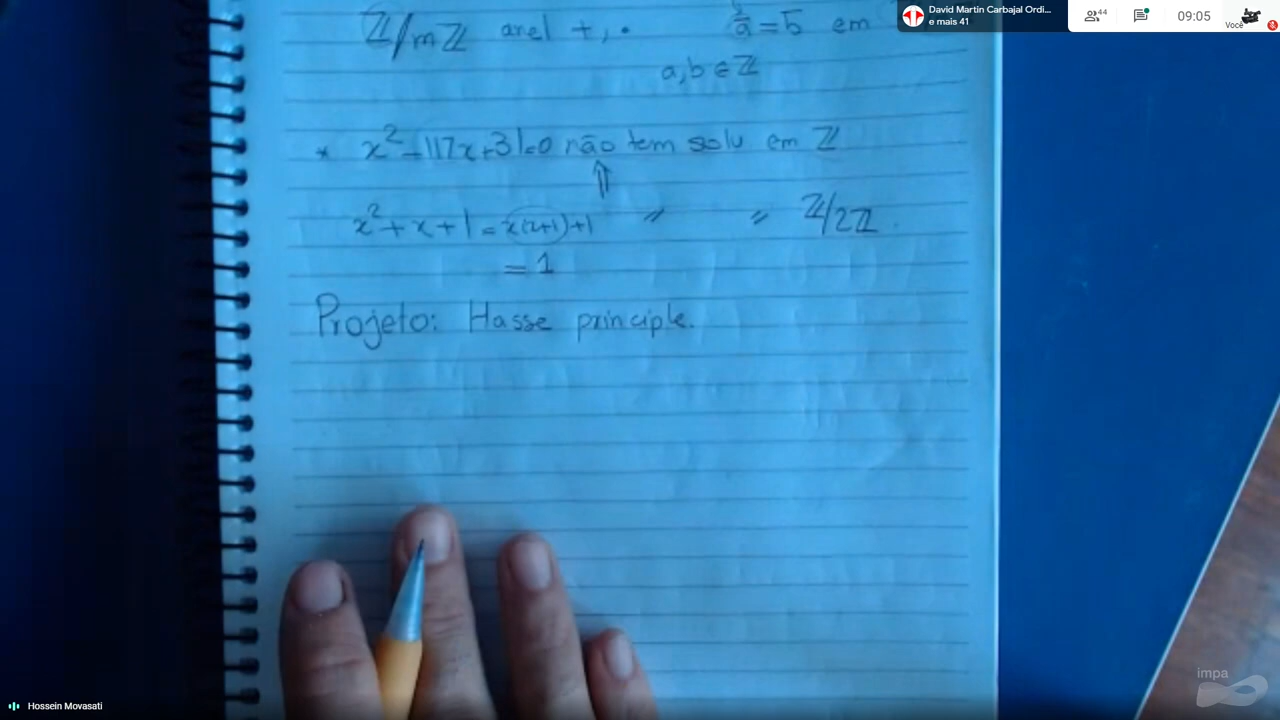 David Martin Carbajal Ordi...
e mais 41
44
09:05
Você
ℤ/mℤ anel +, · ā = b̄ em
a, b ∈ ℤ
* x² - 117x + 31 = 0 não tem solu em ℤ
⇑
x² + x + 1 = x(x+1) + 1 〃 〃 ℤ/2ℤ.
= 1
Projeto: Hasse principle.
impa
Hossein Movasati